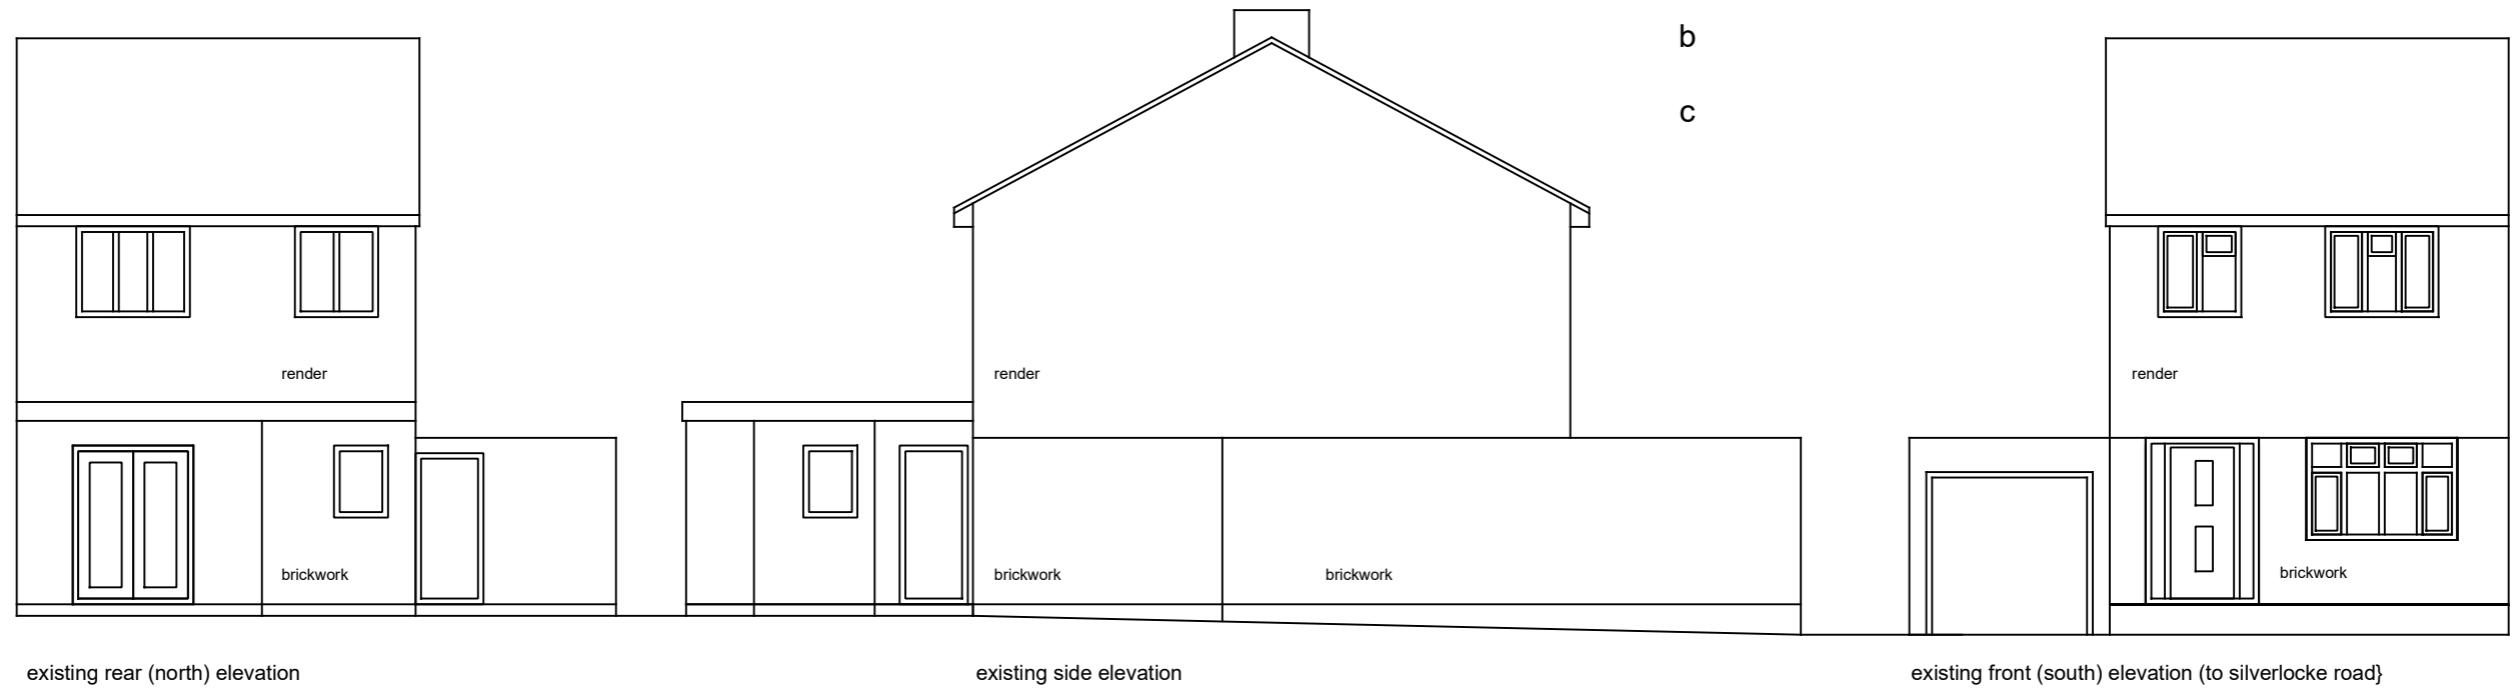 b
c
render
render
render
brickwork
brickwork
brickwork
brickwork
existing rear (north) elevation
existing side elevation
existing front (south) elevation (to silverlocke road}